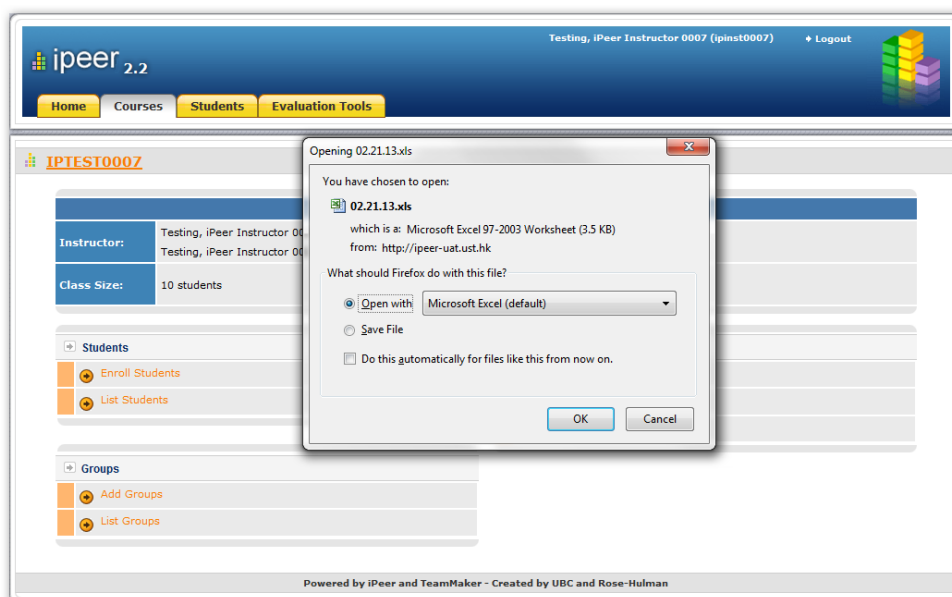 Testing, iPeer Instructor 0007 (ipinst0007) Logout
ipeer 2.2
Home Courses Students Evaluation Tools
IPTEST0007
Instructor:
Testing, iPeer Instructor 00
Testing, iPeer Instructor 00
Class Size:
10 students
Students
Enroll Students
List Students
Groups
Add Groups
List Groups
Opening 02.21.13.xls
You have chosen to open:
02.21.13.xls
which is a: Microsoft Excel 97-2003 Worksheet (3.5 KB)
from: http://ipeer-uat.ust.hk
What should Firefox do with this file?
Open with Microsoft Excel (default)
Save File
Do this automatically for files like this from now on.
OK Cancel
Powered by iPeer and TeamMaker - Created by UBC and Rose-Hulman